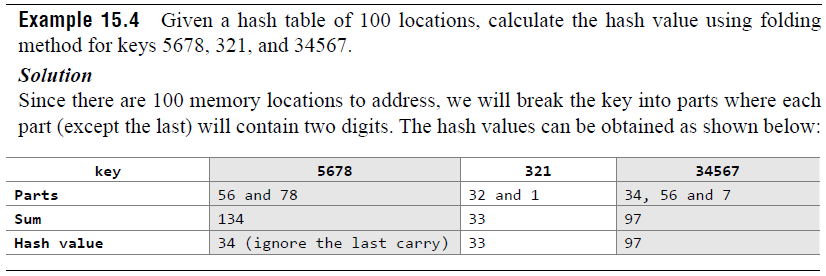 Example 15.4 Given a hash table of 100 locations, calculate the hash value using folding
method for keys 5678, 321, and 34567.
Solution
Since there are 100 memory locations to address, we will break the key into parts where each
part (except the last) will contain two digits. The hash values can be obtained as shown below:
key 5678 321 34567
Parts 56 and 78 32 and 1 34, 56 and 7
Sum 134 33 97
Hash value 34 (ignore the last carry) 33 97